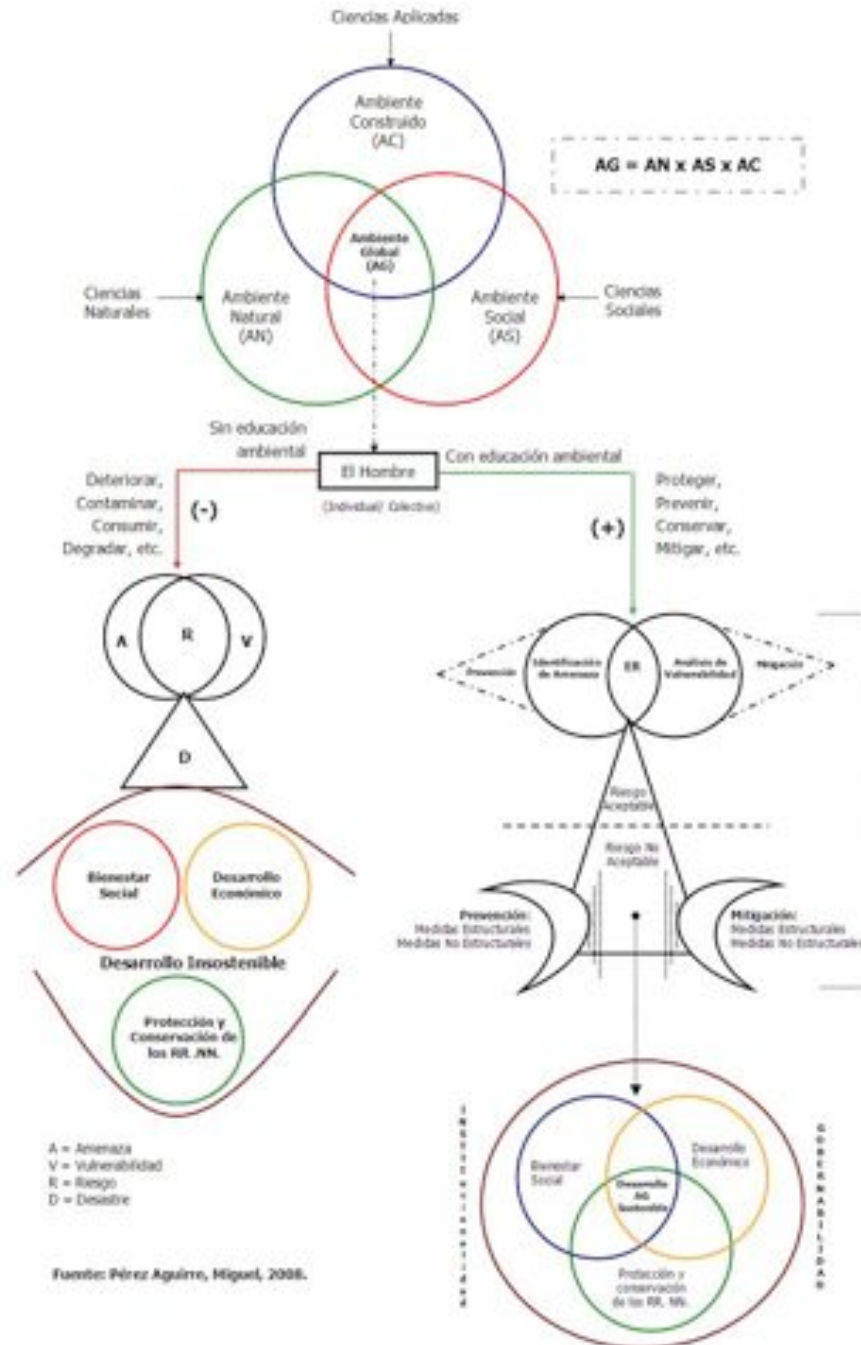 Ciencias Aplicadas
Ambiente
Construido
(AC)
AG = AN x AS x AC
Ambiente
Global
(AG)
Ciencias
Naturales
Ambiente
Natural
(AN)
Ambiente
Social
(AS)
Ciencias
Sociales
Sin educación
ambiental
El Hombre
(Individual/ Colectivo)
Con educación ambiental
Deteriorar,
Contaminar,
Consumir,
Degradar, etc.
(-)
(+)
Proteger,
Prevenir,
Conservar,
Mitigar, etc.
A
R
V
D
Prevención
Identificación
de Amenaza
ER
Análisis de
Vulnerabilidad
Mitigación
Riesgo
Aceptable
Riesgo No
Aceptable
Bienestar
Social
Desarrollo
Económico
Desarrollo Insostenible
Protección y
Conservación de
los RR .NN.
Prevención:
Medidas Estructurales
Medidas No Estructurales
Mitigación:
Medidas Estructurales
Medidas No Estructurales
A = Amenaza
V = Vulnerabilidad
R = Riesgo
D = Desastre
Fuente: Pérez Aguirre, Miguel, 2008.
Institucionalidad
GOBERNABILIDAD
Bienestar
Social
Desarrollo
Económico
Desarrollo
AG
Sostenible
Protección y
conservación
de los RR. NN.